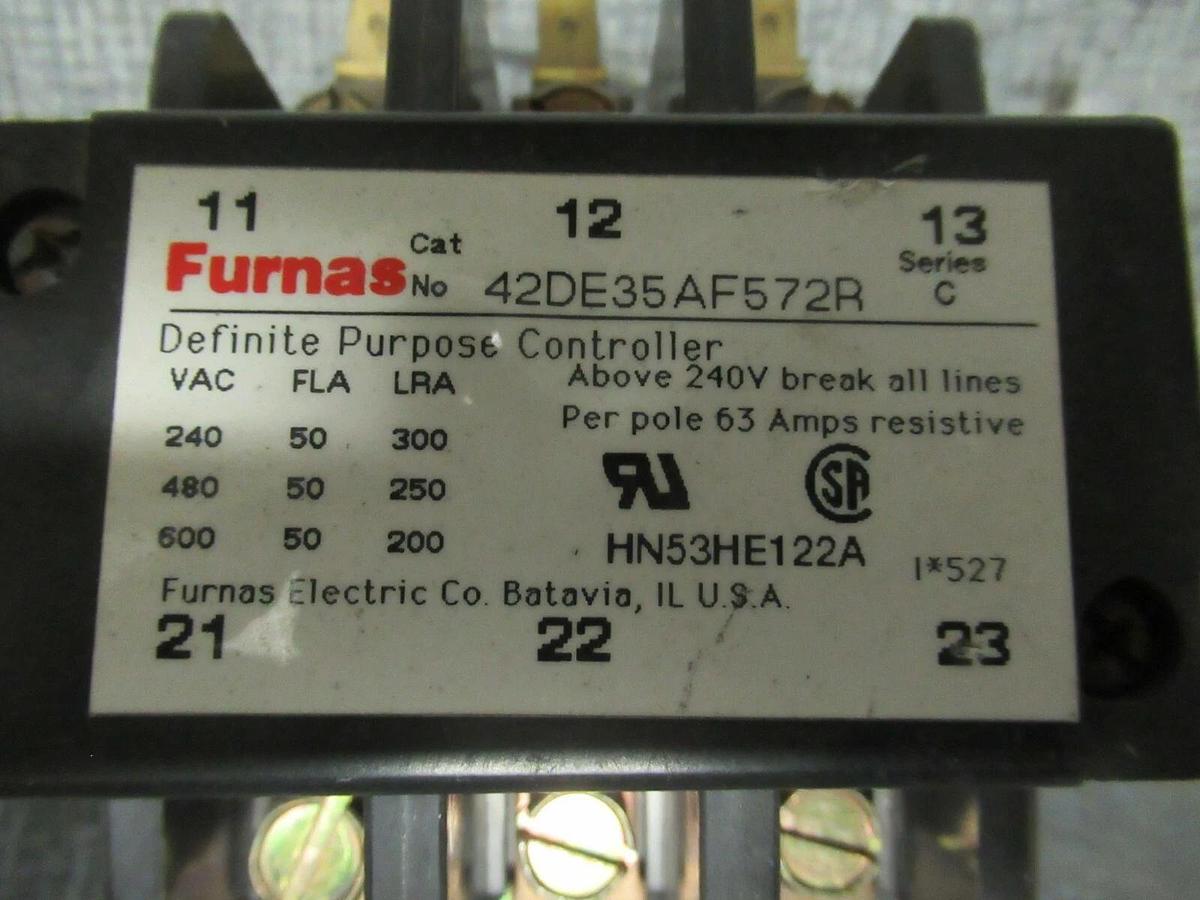 11 12 13
Furnas Cat No 42DE35AF572R Series C
Definite Purpose Controller
VAC FLA LRA Above 240V break all lines
Per pole 63 Amps resistive
240 50 300
480 50 250
600 50 200
RU SA
HN53HE122A I*527
Furnas Electric Co. Batavia, IL U.S.A.
21 22 23